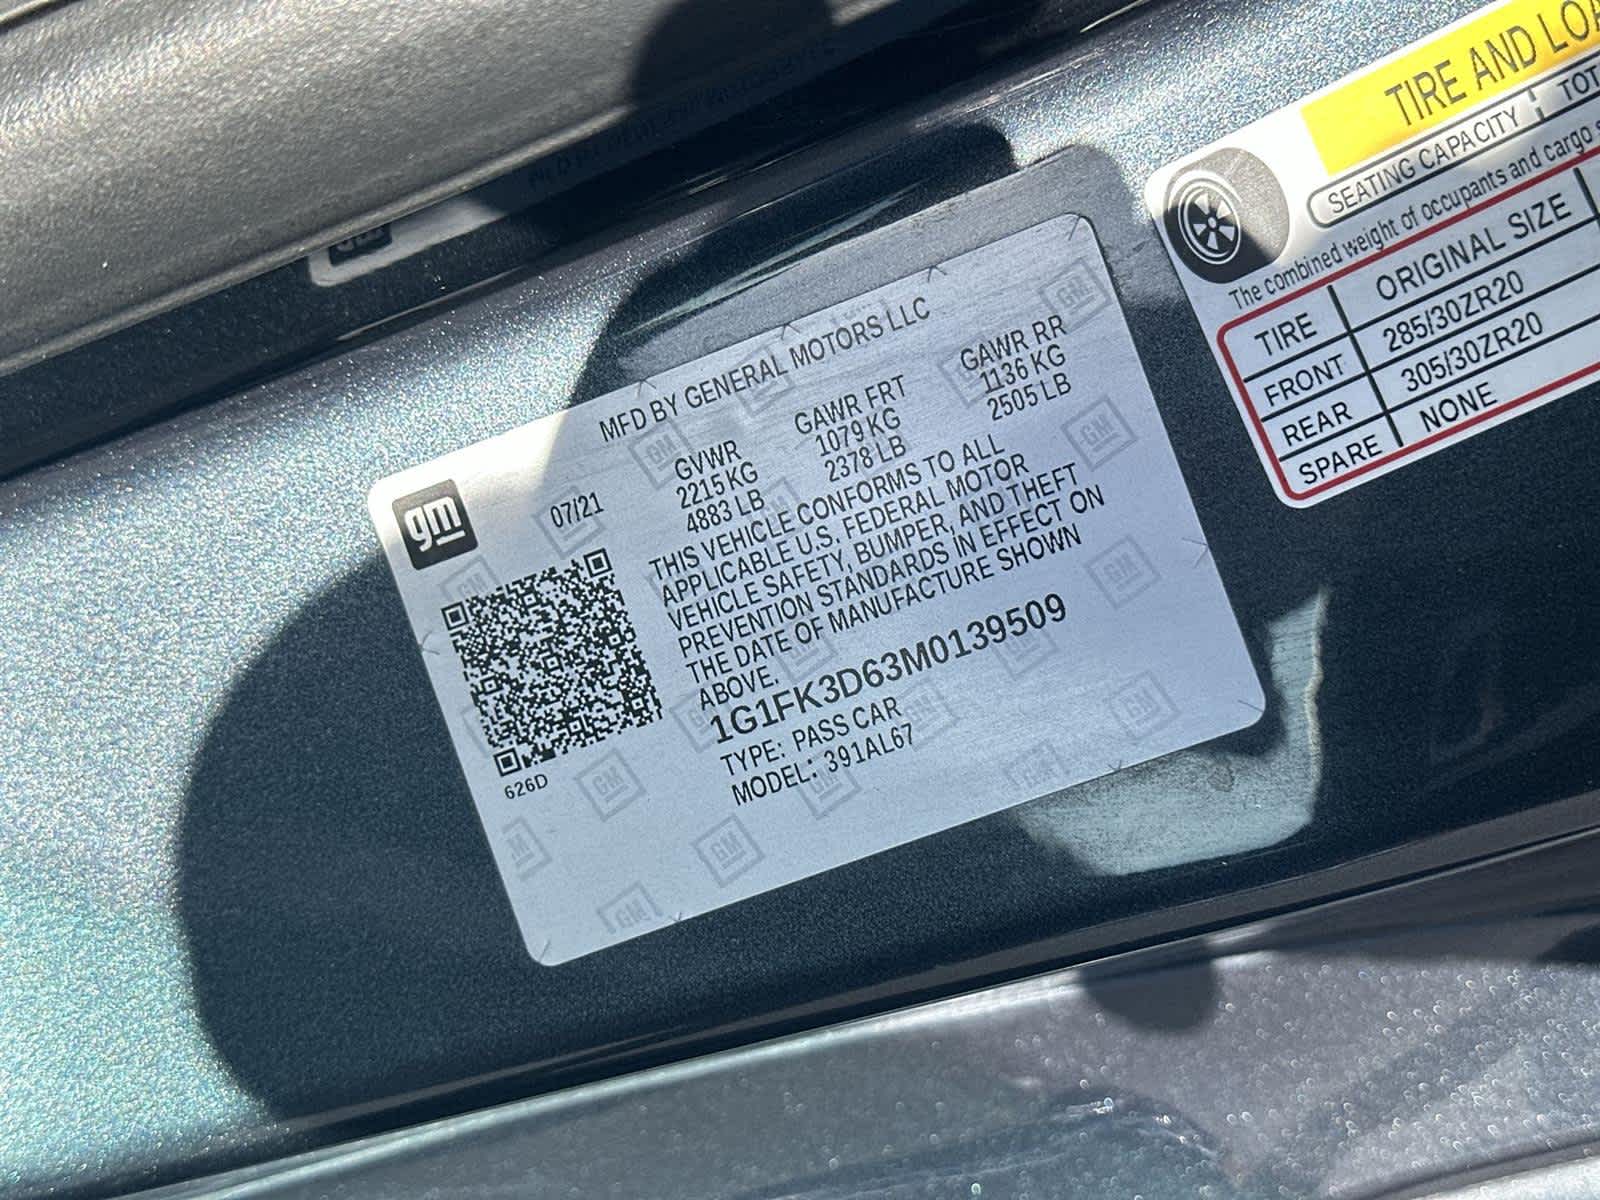 MFD BY GENERAL MOTORS LLC
gm
07/21
GVWR GAWR FRT GAWR RR
2215 KG 1079 KG 1136 KG
4883 LB 2378 LB 2505 LB
THIS VEHICLE CONFORMS TO ALL
APPLICABLE U.S. FEDERAL MOTOR
VEHICLE SAFETY, BUMPER, AND THEFT
PREVENTION STANDARDS IN EFFECT ON
THE DATE OF MANUFACTURE SHOWN
ABOVE.
1G1FK3D63M0139509
TYPE: PASS CAR
MODEL: 391AL67
626D
TIRE AND LOA
SEATING CAPACITY TOT
The combined weight of occupants and cargo s
TIRE ORIGINAL SIZE
FRONT 285/30ZR20
REAR 305/30ZR20
SPARE NONE